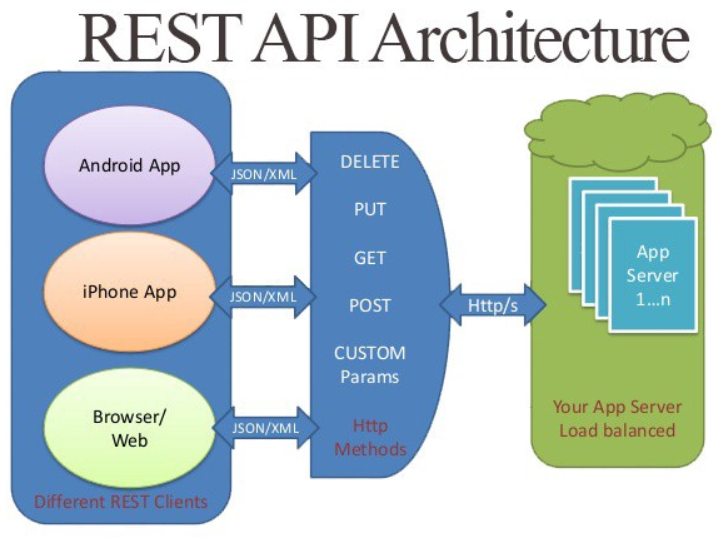 REST API Architecture
Android App
iPhone App
Browser/
Web
Different REST Clients
JSON/XML
JSON/XML
JSON/XML
DELETE
PUT
GET
POST
CUSTOM
Params
Http
Methods
Http/s
App
Server
1...n
Your App Server
Load balanced